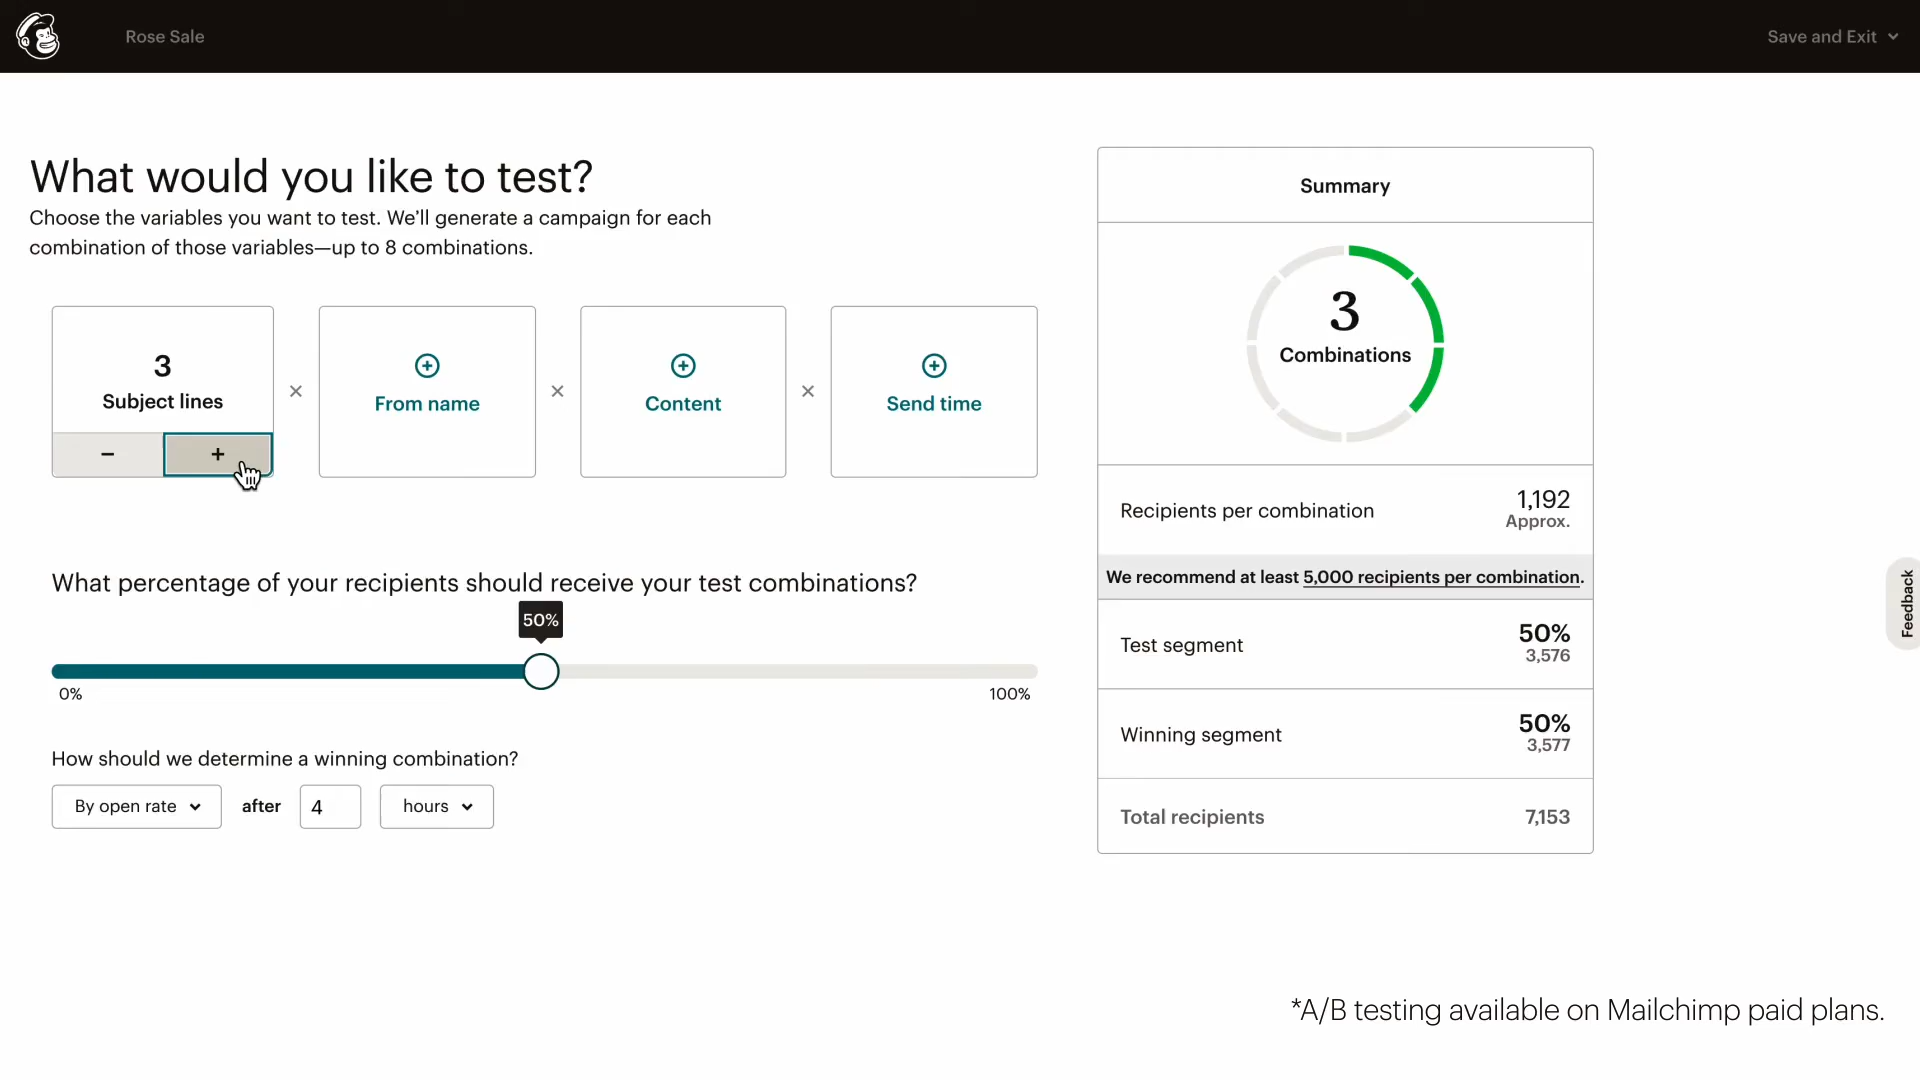 Rose Sale
Save and Exit
What would you like to test?
Choose the variables you want to test. We’ll generate a campaign for each
combination of those variables—up to 8 combinations.
3
Subject lines
−
+
×
From name
×
Content
×
Send time
What percentage of your recipients should receive your test combinations?
50%
0%
100%
How should we determine a winning combination?
By open rate
after
4
hours
Summary
3
Combinations
Recipients per combination
1,192
Approx.
We recommend at least 5,000 recipients per combination.
Test segment
50%
3,576
Winning segment
50%
3,577
Total recipients
7,153
Feedback
*A/B testing available on Mailchimp paid plans.